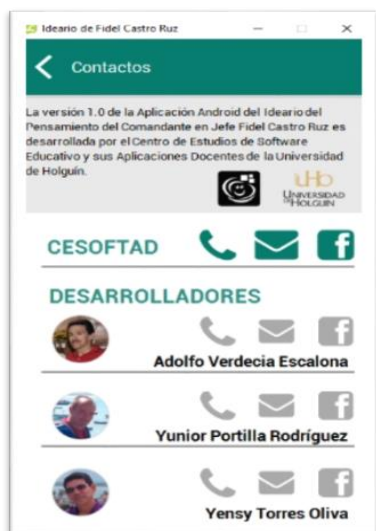 Ideario de Fidel Castro Ruz
Contactos
La versión 1.0 de la Aplicación Android del Ideario del
Pensamiento del Comandante en Jefe Fidel Castro Ruz es
desarrollada por el Centro de Estudios de Software
Educativo y sus Aplicaciones Docentes de la Universidad
de Holguín.
uHo
UNIVERSIDAD
DE HOLGUÍN
CESOFTAD
DESARROLLADORES
Adolfo Verdecia Escalona
Yunior Portilla Rodríguez
Yensy Torres Oliva